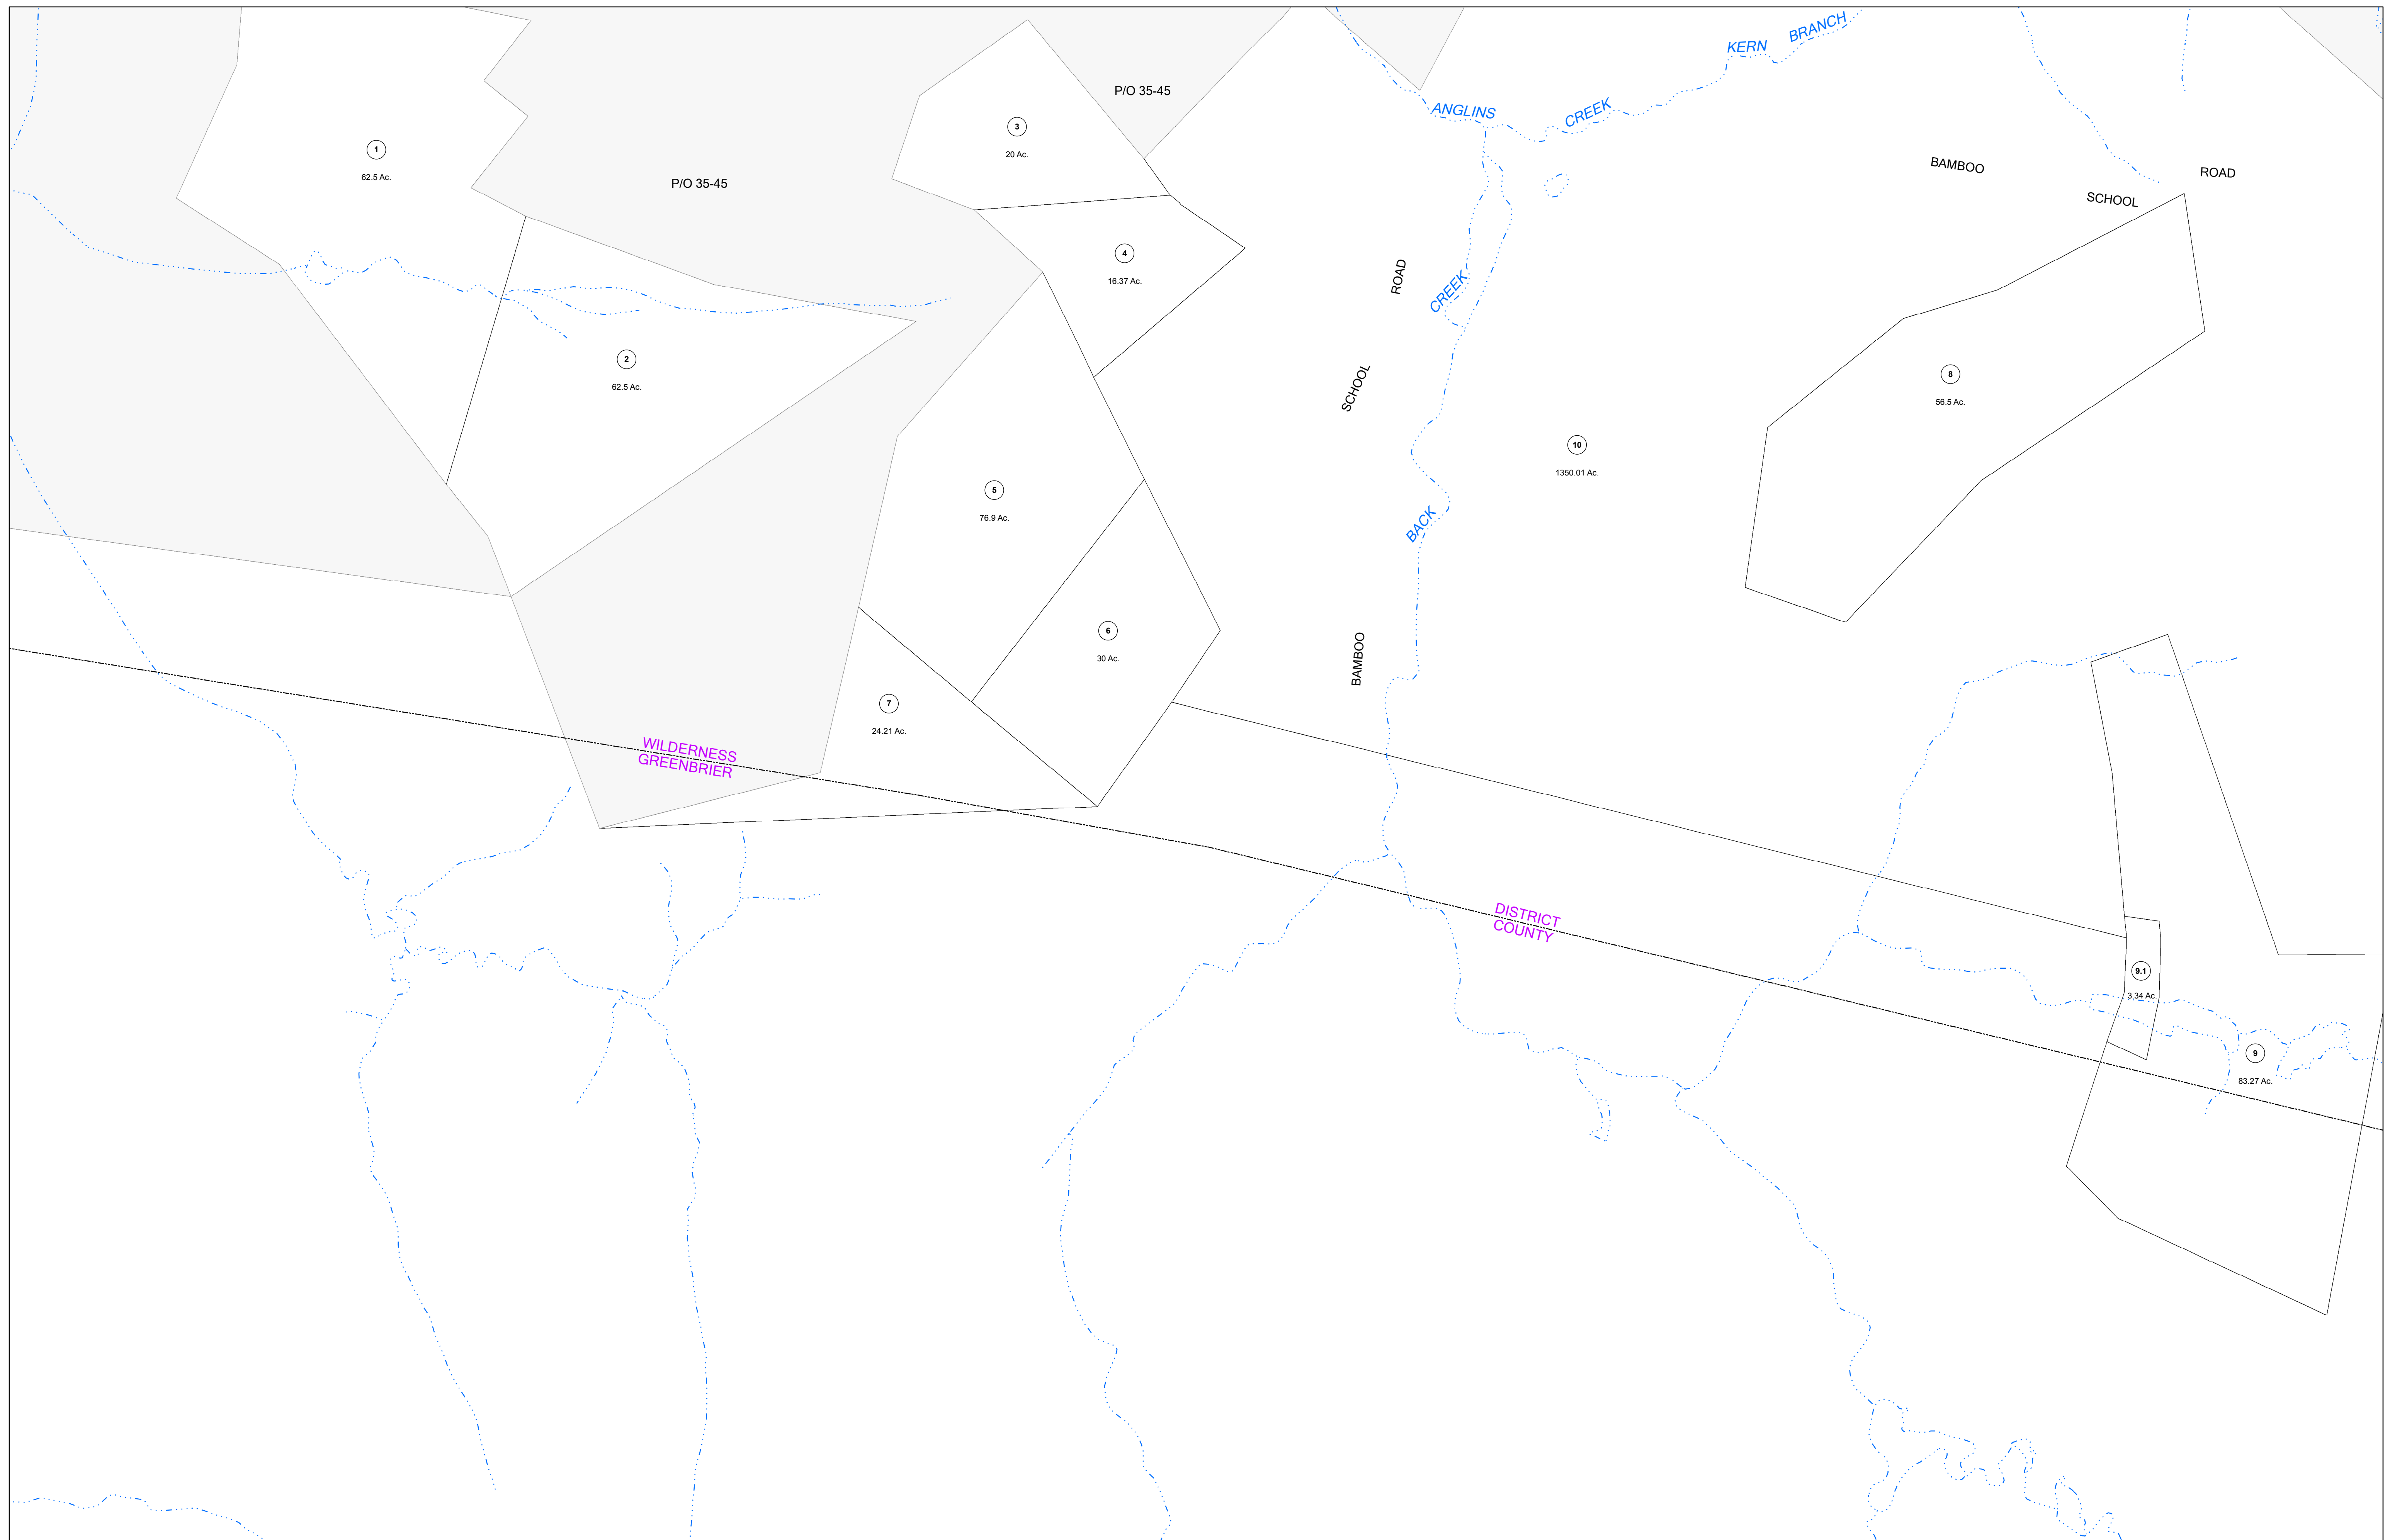 KERN BRANCH
ANGLINS CREEK
P/O 35-45
3
20 Ac.
1
62.5 Ac.
P/O 35-45
BAMBOO SCHOOL ROAD
4
16.37 Ac.
2
62.5 Ac.
BAMBOO SCHOOL ROAD
BACK CREEK
8
56.5 Ac.
10
1350.01 Ac.
5
76.9 Ac.
6
30 Ac.
7
24.21 Ac.
WILDERNESS
GREENBRIER
DISTRICT
COUNTY
9.1
3.34 Ac.
9
83.27 Ac.